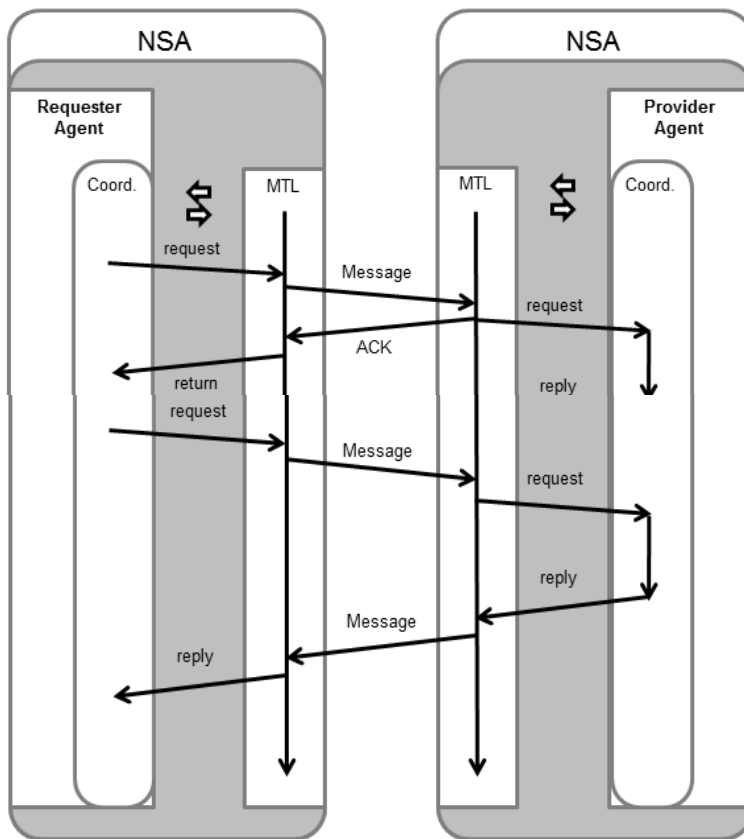 NSA
NSA
Requester
Agent
Provider
Agent
Coord.
MTL
MTL
Coord.
request
Message
request
ACK
return
reply
request
Message
request
reply
Message
reply